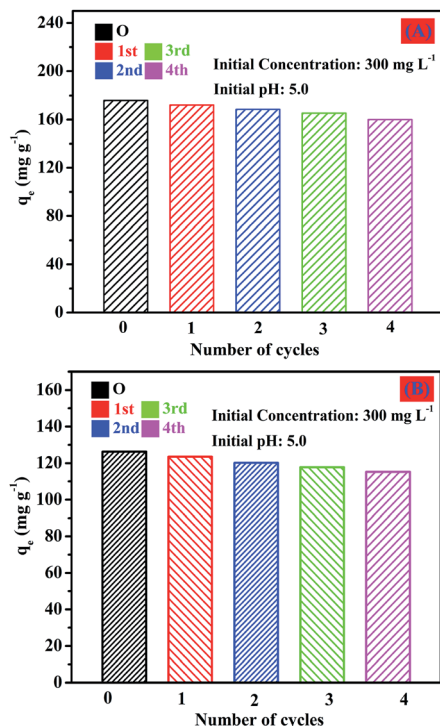 (A)
O
1st 3rd
2nd 4th
Initial Concentration: 300 mg L⁻¹
Initial pH: 5.0
240
200
160
120
80
40
0
qₑ (mg g⁻¹)
0 1 2 3 4
Number of cycles
(B)
O
1st 3rd
2nd 4th
Initial Concentration: 300 mg L⁻¹
Initial pH: 5.0
160
140
120
100
80
60
40
20
0
qₑ (mg g⁻¹)
0 1 2 3 4
Number of cycles